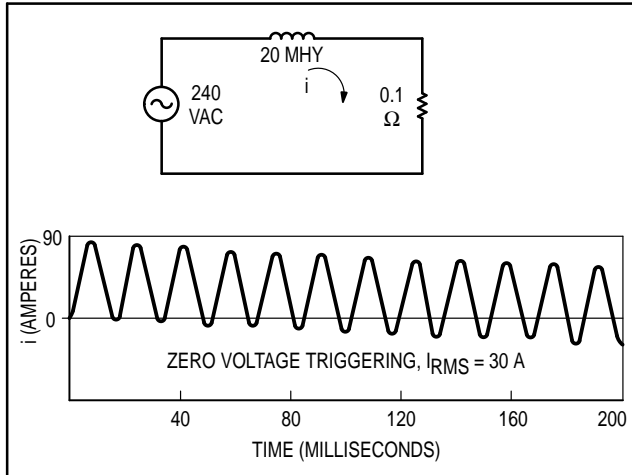 20 MHY
240
VAC
i
0.1
Ω
i (AMPERES)
90
0
ZERO VOLTAGE TRIGGERING, IRMS = 30 A
40
80
120
160
200
TIME (MILLISECONDS)